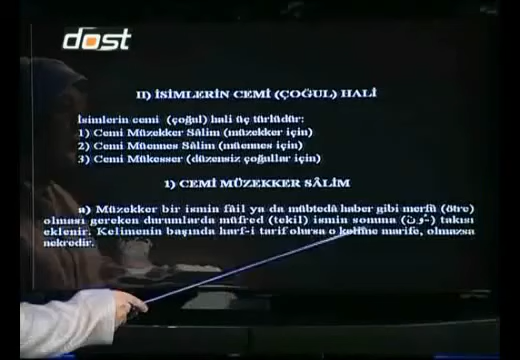 dost
II) İSİMLERİN CEMİ (ÇOĞUL) HALİ
İsimlerin cemi (çoğul) hali üç türlüdür:
1) Cemi Müzekker Sâlim (müzekker için)
2) Cemi Müennes Sâlim (müennes için)
3) Cemi Mükesser (düzensiz çoğullar için)
1) CEMİ MÜZEKKER SÂLİM
a) Müzekker bir ismin fâil ya da mübtedâ haber gibi merfû (ötre)
olması gereken durumlarda müfred (tekil) ismin sonuna (ـُونَ) takısı
eklenir. Kelimenin başında harf-i tarif olursa o kelime marife, olmazsa
nekredir.